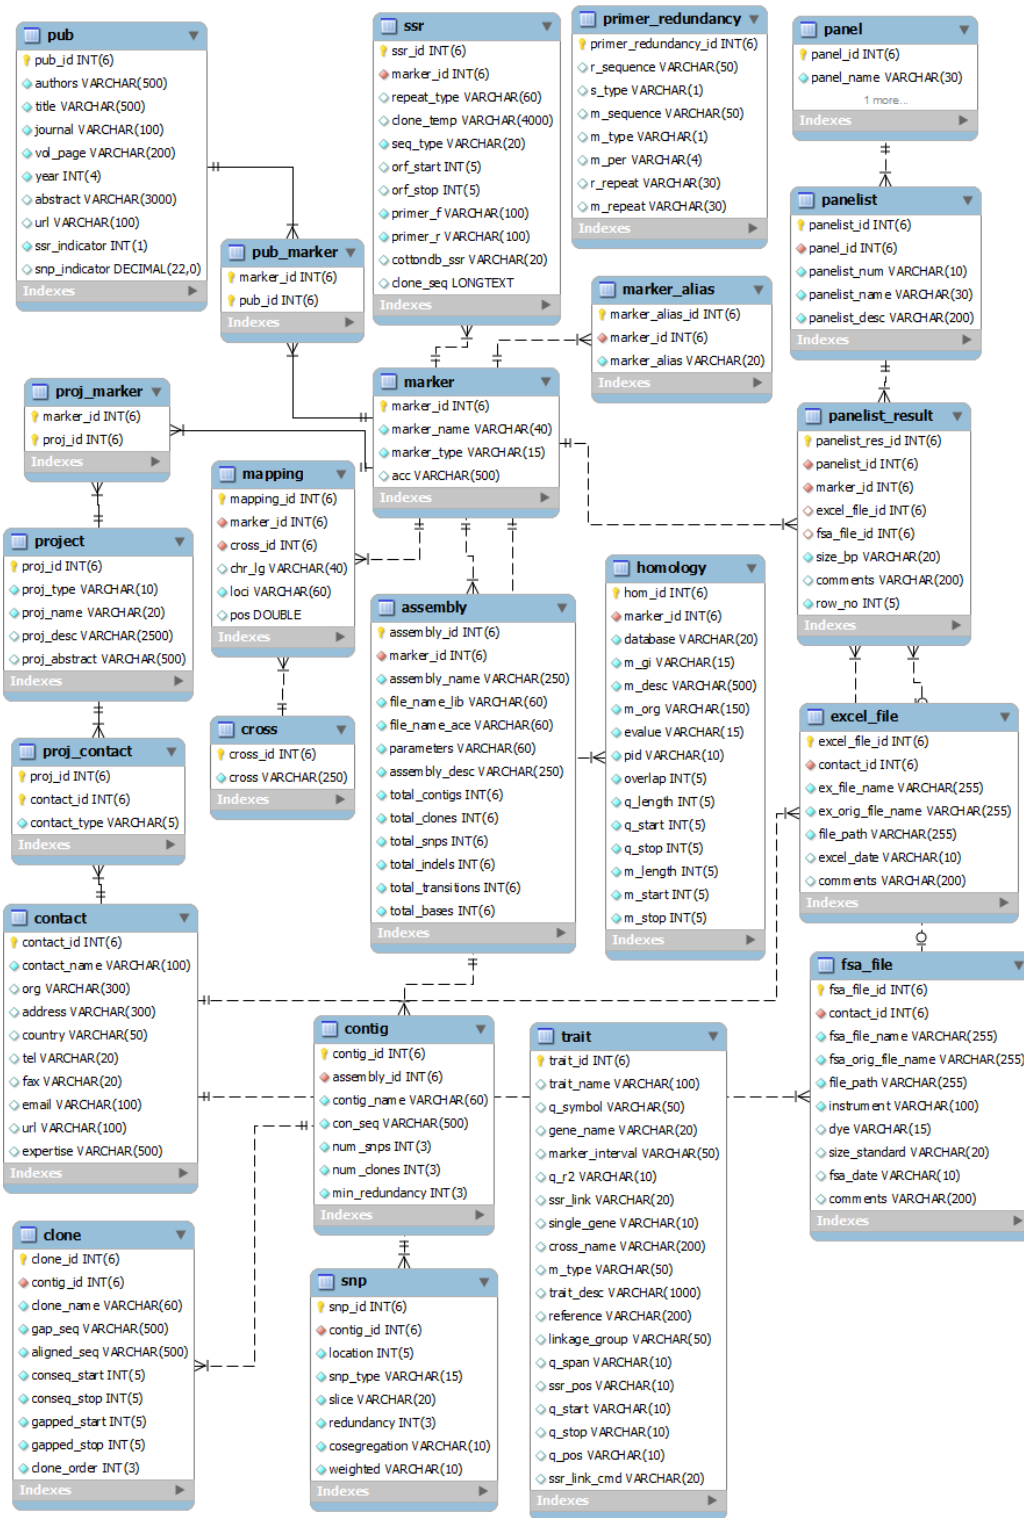 pub
pub_id INT(6)
authors VARCHAR(500)
title VARCHAR(500)
journal VARCHAR(100)
vol_page VARCHAR(200)
year INT(4)
abstract VARCHAR(3000)
url VARCHAR(100)
ssr_indicator INT(1)
snp_indicator DECIMAL(22,0)
Indexes
ssr
ssr_id INT(6)
marker_id INT(6)
repeat_type VARCHAR(60)
clone_temp VARCHAR(4000)
seq_type VARCHAR(20)
orf_start INT(5)
orf_stop INT(5)
primer_f VARCHAR(100)
primer_r VARCHAR(100)
cottondb_ssr VARCHAR(20)
clone_seq LONGTEXT
Indexes
primer_redundancy
primer_redundancy_id INT(6)
r_sequence VARCHAR(50)
s_type VARCHAR(1)
m_sequence VARCHAR(50)
m_type VARCHAR(1)
m_per VARCHAR(4)
r_repeat VARCHAR(30)
m_repeat VARCHAR(30)
Indexes
panel
panel_id INT(6)
panel_name VARCHAR(30)
1 more...
Indexes
panelist
panelist_id INT(6)
panel_id INT(6)
panelist_num VARCHAR(10)
panelist_name VARCHAR(30)
panelist_desc VARCHAR(200)
Indexes
pub_marker
marker_id INT(6)
pub_id INT(6)
Indexes
marker_alias
marker_alias_id INT(6)
marker_id INT(6)
marker_alias VARCHAR(20)
Indexes
proj_marker
marker_id INT(6)
proj_id INT(6)
Indexes
marker
marker_id INT(6)
marker_name VARCHAR(40)
marker_type VARCHAR(15)
acc VARCHAR(500)
Indexes
panelist_result
panelist_res_id INT(6)
panelist_id INT(6)
marker_id INT(6)
excel_file_id INT(6)
fsa_file_id INT(6)
size_bp VARCHAR(20)
comments VARCHAR(200)
row_no INT(5)
Indexes
mapping
mapping_id INT(6)
marker_id INT(6)
cross_id INT(6)
chr_lg VARCHAR(40)
loci VARCHAR(60)
pos DOUBLE
Indexes
project
proj_id INT(6)
proj_type VARCHAR(10)
proj_name VARCHAR(20)
proj_desc VARCHAR(2500)
proj_abstract VARCHAR(500)
Indexes
homology
hom_id INT(6)
marker_id INT(6)
database VARCHAR(20)
m_gi VARCHAR(15)
m_desc VARCHAR(500)
m_org VARCHAR(150)
evalue VARCHAR(15)
pid VARCHAR(10)
overlap INT(5)
q_length INT(5)
q_start INT(5)
q_stop INT(5)
m_length INT(5)
m_start INT(5)
m_stop INT(5)
Indexes
assembly
assembly_id INT(6)
marker_id INT(6)
assembly_name VARCHAR(250)
file_name_lib VARCHAR(60)
file_name_ace VARCHAR(60)
parameters VARCHAR(60)
assembly_desc VARCHAR(250)
total_contigs INT(6)
total_clones INT(6)
total_snps INT(6)
total_indels INT(6)
total_transitions INT(6)
total_bases INT(6)
Indexes
cross
cross_id INT(6)
cross VARCHAR(250)
Indexes
proj_contact
proj_id INT(6)
contact_id INT(6)
contact_type VARCHAR(5)
Indexes
excel_file
excel_file_id INT(6)
contact_id INT(6)
ex_file_name VARCHAR(255)
ex_orig_file_name VARCHAR(255)
file_path VARCHAR(255)
excel_date VARCHAR(10)
comments VARCHAR(200)
Indexes
contact
contact_id INT(6)
contact_name VARCHAR(100)
org VARCHAR(300)
address VARCHAR(300)
country VARCHAR(50)
tel VARCHAR(20)
fax VARCHAR(20)
email VARCHAR(100)
url VARCHAR(100)
expertise VARCHAR(500)
Indexes
fsa_file
fsa_file_id INT(6)
contact_id INT(6)
fsa_file_name VARCHAR(255)
fsa_orig_file_name VARCHAR(255)
file_path VARCHAR(255)
instrument VARCHAR(100)
dye VARCHAR(15)
size_standard VARCHAR(20)
fsa_date VARCHAR(10)
comments VARCHAR(200)
Indexes
contig
contig_id INT(6)
assembly_id INT(6)
contig_name VARCHAR(60)
con_seq VARCHAR(500)
num_snps INT(3)
num_clones INT(3)
min_redundancy INT(3)
Indexes
trait
trait_id INT(6)
trait_name VARCHAR(100)
q_symbol VARCHAR(50)
gene_name VARCHAR(20)
marker_interval VARCHAR(50)
q_r2 VARCHAR(10)
ssr_link VARCHAR(20)
single_gene VARCHAR(10)
cross_name VARCHAR(200)
m_type VARCHAR(50)
trait_desc VARCHAR(1000)
reference VARCHAR(200)
linkage_group VARCHAR(50)
q_span VARCHAR(10)
ssr_pos VARCHAR(10)
q_start VARCHAR(10)
q_stop VARCHAR(10)
q_pos VARCHAR(10)
ssr_link_cmd VARCHAR(20)
Indexes
clone
clone_id INT(6)
contig_id INT(6)
clone_name VARCHAR(60)
gap_seq VARCHAR(500)
aligned_seq VARCHAR(500)
conseq_start INT(5)
conseq_stop INT(5)
gapped_start INT(5)
gapped_stop INT(5)
clone_order INT(3)
Indexes
snp
snp_id INT(6)
contig_id INT(6)
location INT(5)
snp_type VARCHAR(15)
slice VARCHAR(20)
redundancy INT(3)
cosegregation VARCHAR(10)
weighted VARCHAR(10)
Indexes